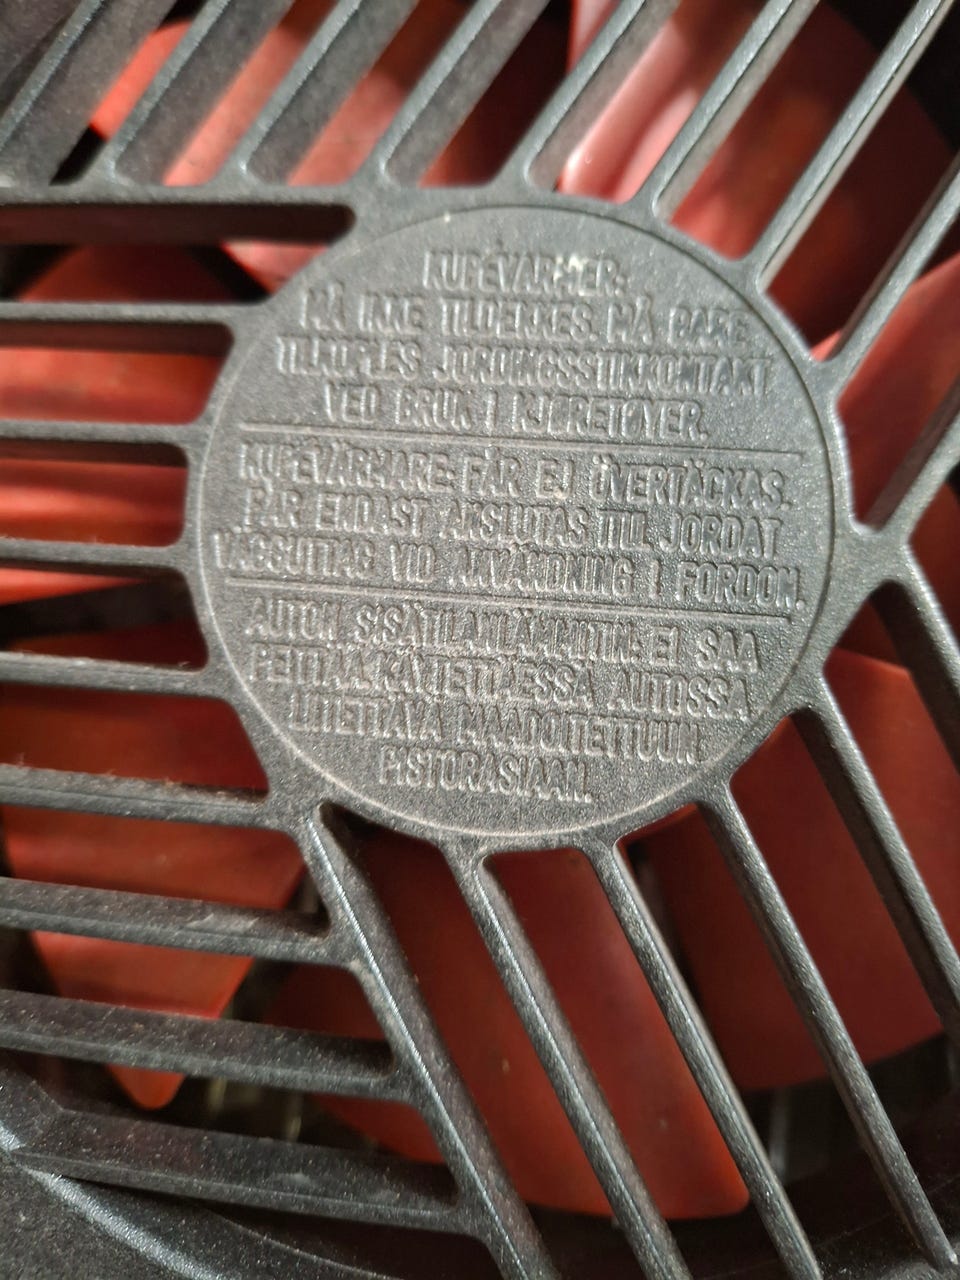 KUPÉVARMER:
MÅ IKKE TILDEKKES. MÅ BARE
TILKOPLES JORDINGSSTIKKONTAKT
VED BRUK I KJØRETØYER.
KUPÉVÄRMARE: FÅR EJ ÖVERTÄCKAS.
FÅR ENDAST ANSLUTAS TILL JORDAT
VÄGGUTTAG VID ANVÄNDNING I FORDON.
AUTON SISÄTILANLÄMMITIN: EI SAA
PEITTÄÄ. KÄYTETTÄESSÄ AUTOSSA
LIITETTÄVÄ MAADOITETTUUN
PISTORASIAAN.